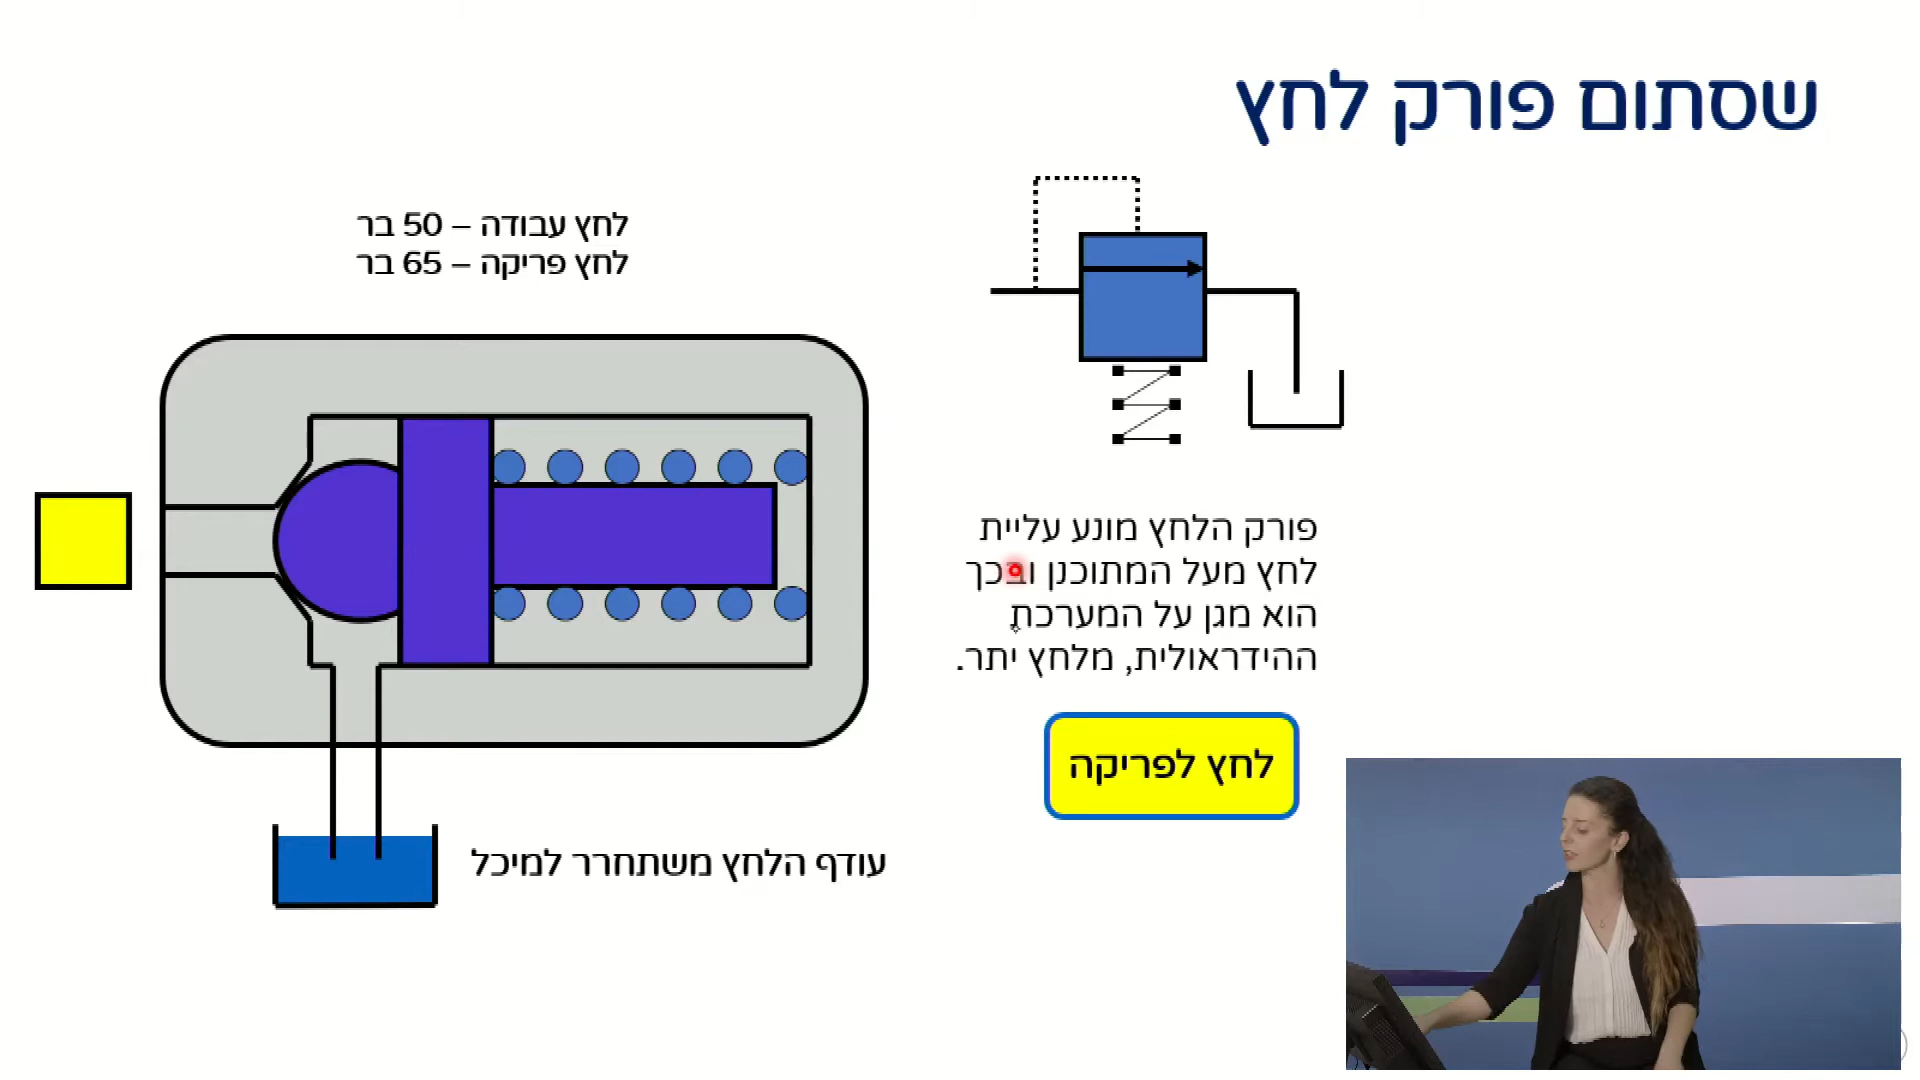 שסתום פורק לחץ
לחץ עבודה – 50 בר
לחץ פריקה – 65 בר
פורק הלחץ מונע עליית
לחץ מעל המתוכנן ובכך
הוא מגן על המערכת
ההידראולית, מלחץ יתר.
לחץ לפריקה
עודף הלחץ משתחרר למיכל